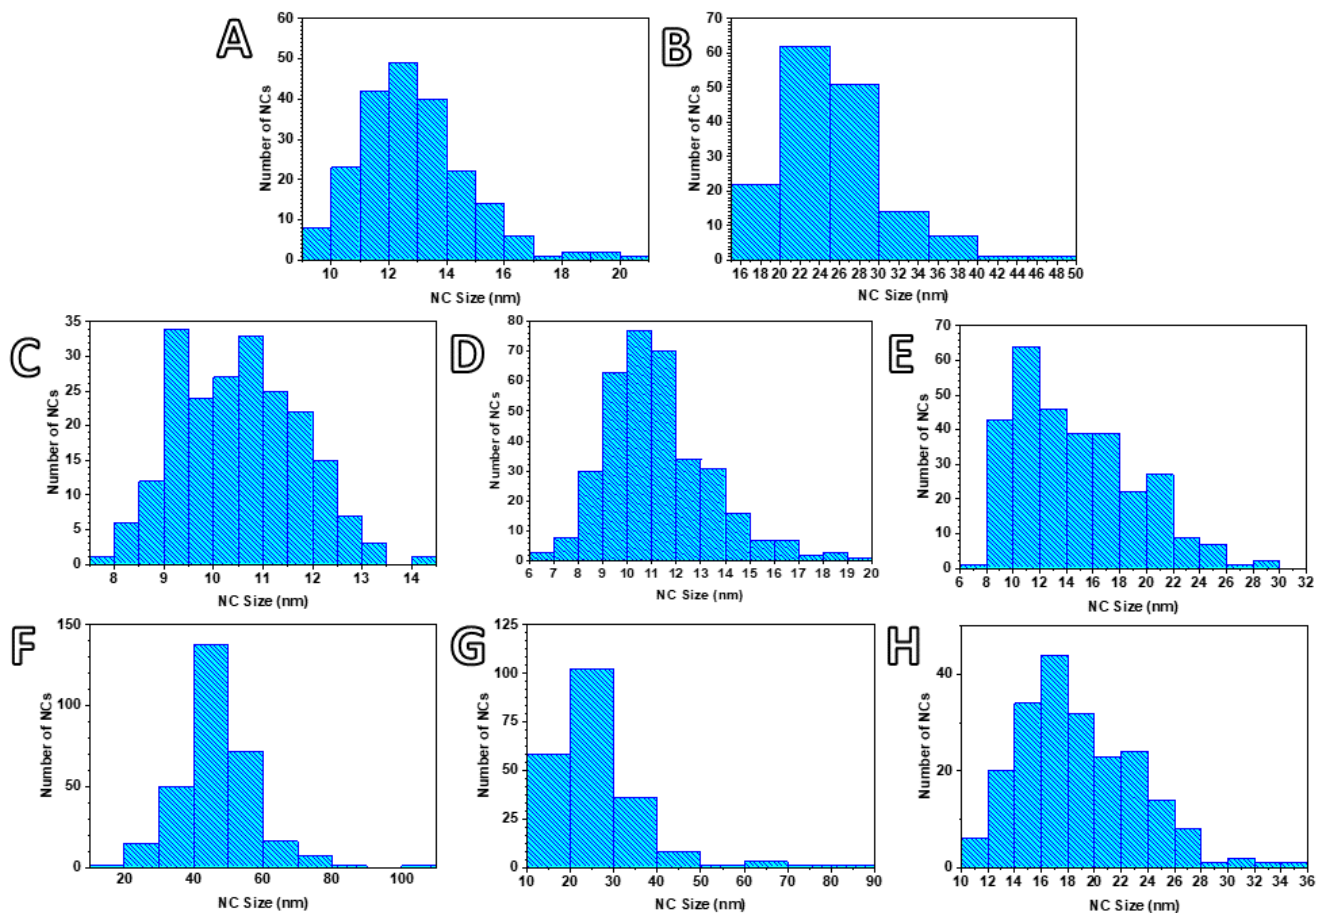 A
60
50
40
30
20
10
0
Number of NCs
10 12 14 16 18 20
NC Size (nm)
B
70
60
50
40
30
20
10
0
Number of NCs
16 18 20 22 24 26 28 30 32 34 36 38 40 42 44 46 48 50
NC Size (nm)
C
35
30
25
20
15
10
5
0
Number of NCs
8 9 10 11 12 13 14
NC Size (nm)
D
80
70
60
50
40
30
20
10
0
Number of NCs
6 7 8 9 10 11 12 13 14 15 16 17 18 19 20
NC Size (nm)
E
70
60
50
40
30
20
10
0
Number of NCs
6 8 10 12 14 16 18 20 22 24 26 28 30 32
NC Size (nm)
F
150
100
50
0
Number of NCs
20 40 60 80 100
NC Size (nm)
G
125
100
75
50
25
0
Number of NCs
10 20 30 40 50 60 70 80 90
NC Size (nm)
H
40
20
0
Number of NCs
10 12 14 16 18 20 22 24 26 28 30 32 34 36
NC Size (nm)